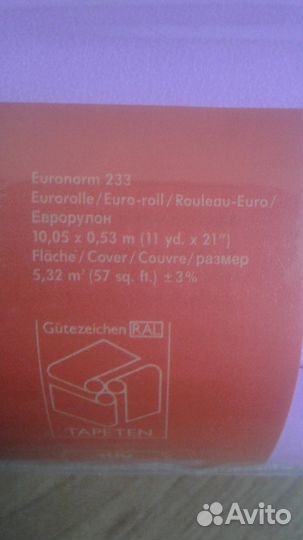 Euronorm 233
Eurorolle/Euro-roll/Rouleau-Euro/
Еврорулон
10,05 x 0,53 m (11 yd. x 21")
Fläche/Cover/Couvre/размер
5,32 m² (57 sq. ft.) ±3%
Gütezeichen RAL
TAPETEN
Avito